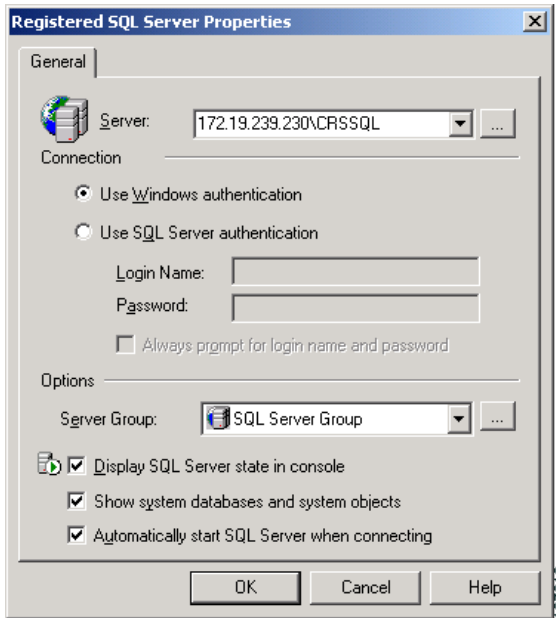 Registered SQL Server Properties
General
Server: 172.19.239.230\CRSSQL ...
Connection
Use Windows authentication
Use SQL Server authentication
Login Name:
Password:
Always prompt for login name and password
Options
Server Group: SQL Server Group ...
Display SQL Server state in console
Show system databases and system objects
Automatically start SQL Server when connecting
OK Cancel Help